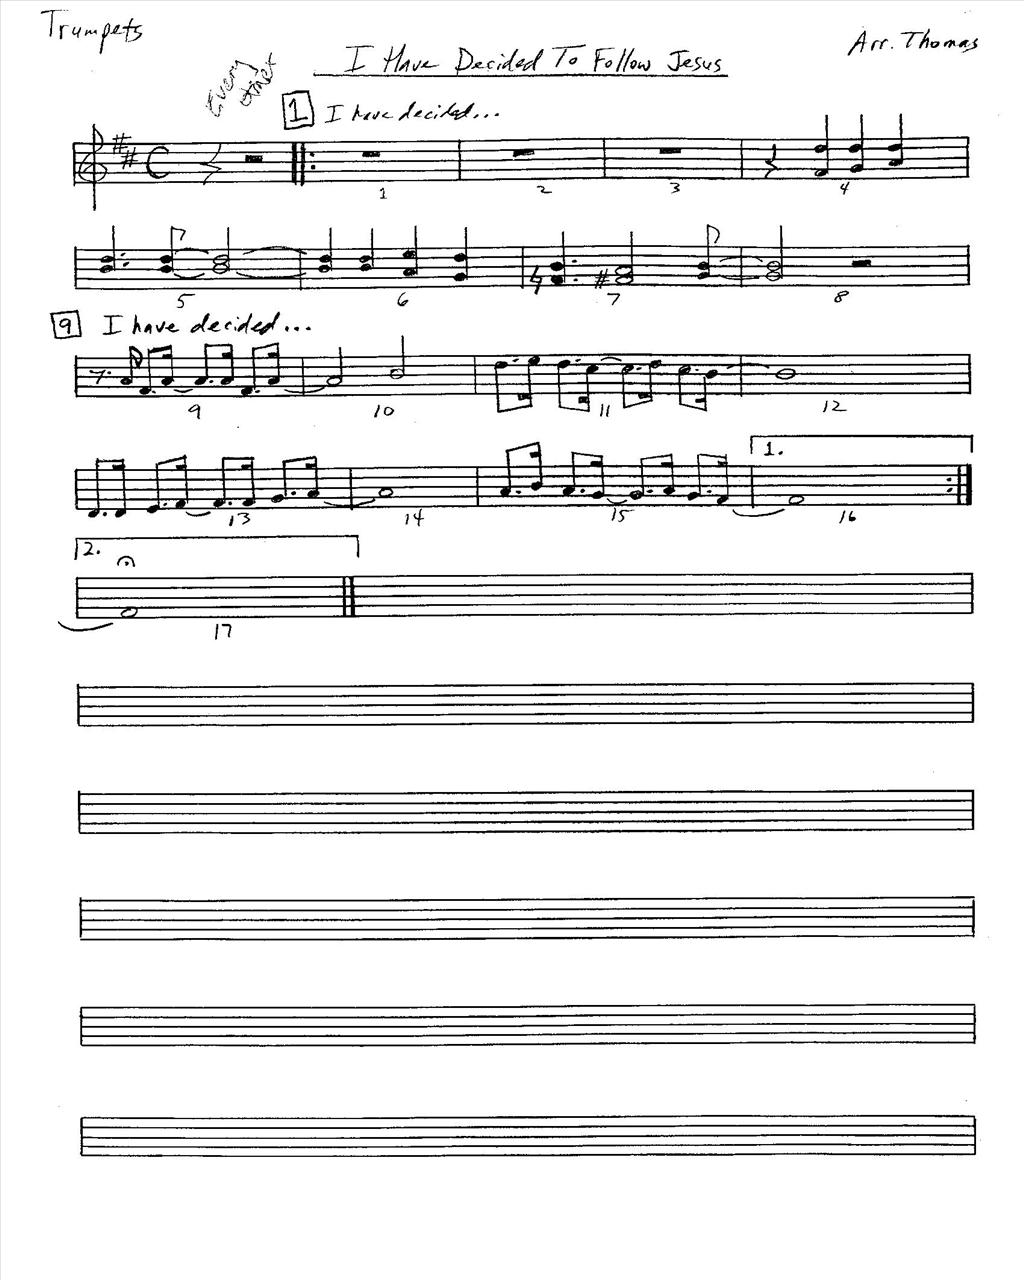 Trumpets
I Have Decided To Follow Jesus
Arr. Thomas
Every time
1 I have decided...
1 2 3 4
5 6 7 8
9 I have decided...
9 10 11 12
1.
13 14 15 16
2.
17